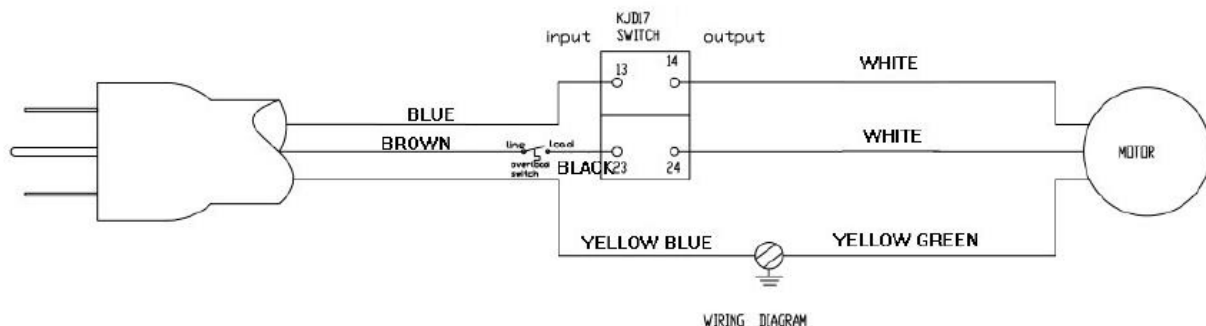 KJD17
SWITCH
input
output
13
14
WHITE
BLUE
BROWN
line
load
overload
switch
BLACK
23
24
WHITE
MOTOR
YELLOW BLUE
YELLOW GREEN
WIRING DIAGRAM